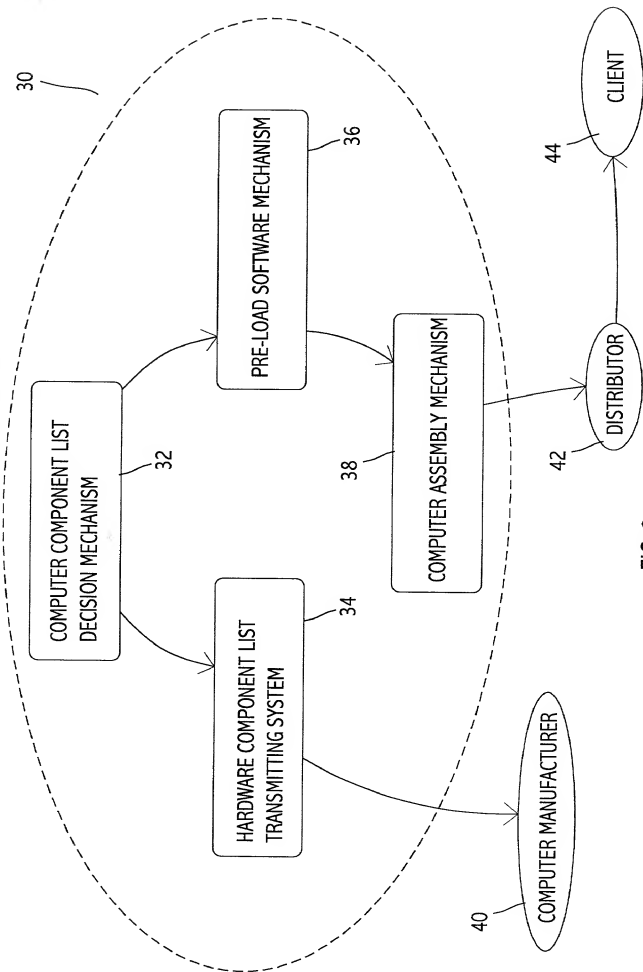 30
COMPUTER COMPONENT LIST
DECISION MECHANISM
32
HARDWARE COMPONENT LIST
TRANSMITTING SYSTEM
34
PRE-LOAD SOFTWARE MECHANISM
36
38
COMPUTER ASSEMBLY MECHANISM
40
COMPUTER MANUFACTURER
42
DISTRIBUTOR
44
CLIENT